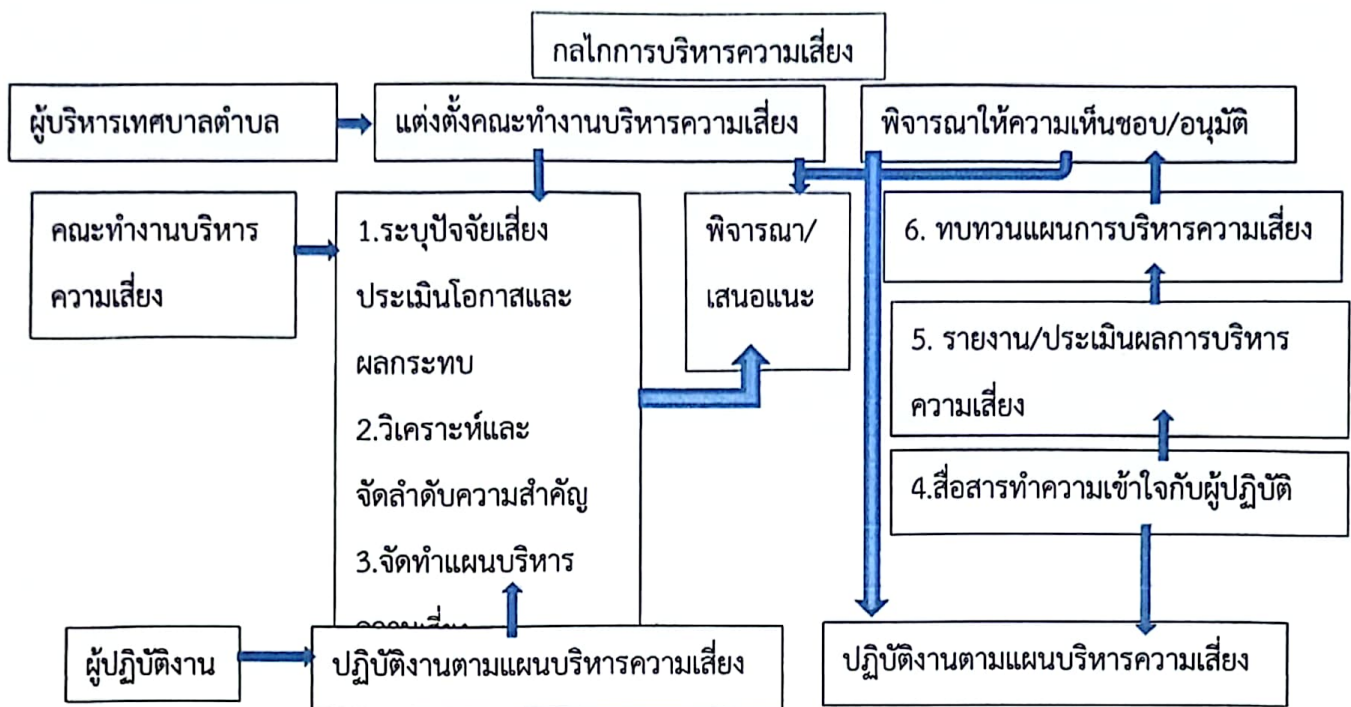 กลไกการบริหารความเสี่ยง
ผู้บริหารเทศบาลตำบล
แต่งตั้งคณะทำงานบริหารความเสี่ยง
พิจารณาให้ความเห็นชอบ/อนุมัติ
คณะทำงานบริหาร
ความเสี่ยง
1.ระบุปัจจัยเสี่ยง
ประเมินโอกาสและ
ผลกระทบ
2.วิเคราะห์และ
จัดลำดับความสำคัญ
3.จัดทำแผนบริหาร
พิจารณา/
เสนอแนะ
6. ทบทวนแผนการบริหารความเสี่ยง
5. รายงาน/ประเมินผลการบริหาร
ความเสี่ยง
4.สื่อสารทำความเข้าใจกับผู้ปฏิบัติ
ผู้ปฏิบัติงาน
ปฏิบัติงานตามแผนบริหารความเสี่ยง
ปฏิบัติงานตามแผนบริหารความเสี่ยง